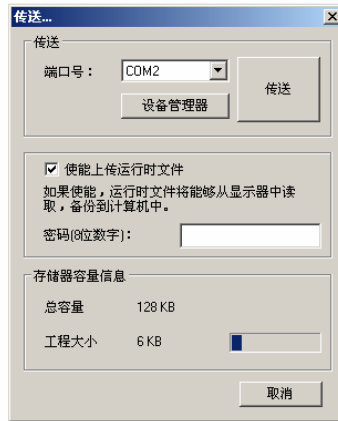 传送...
传送
端口号：
COM2
设备管理器
传送
使能上传运行时文件
如果使能，运行时文件将能够从显示器中读
取，备份到计算机中。
密码(8位数字)：
存储器容量信息
总容量 128 KB
工程大小 6 KB
取消